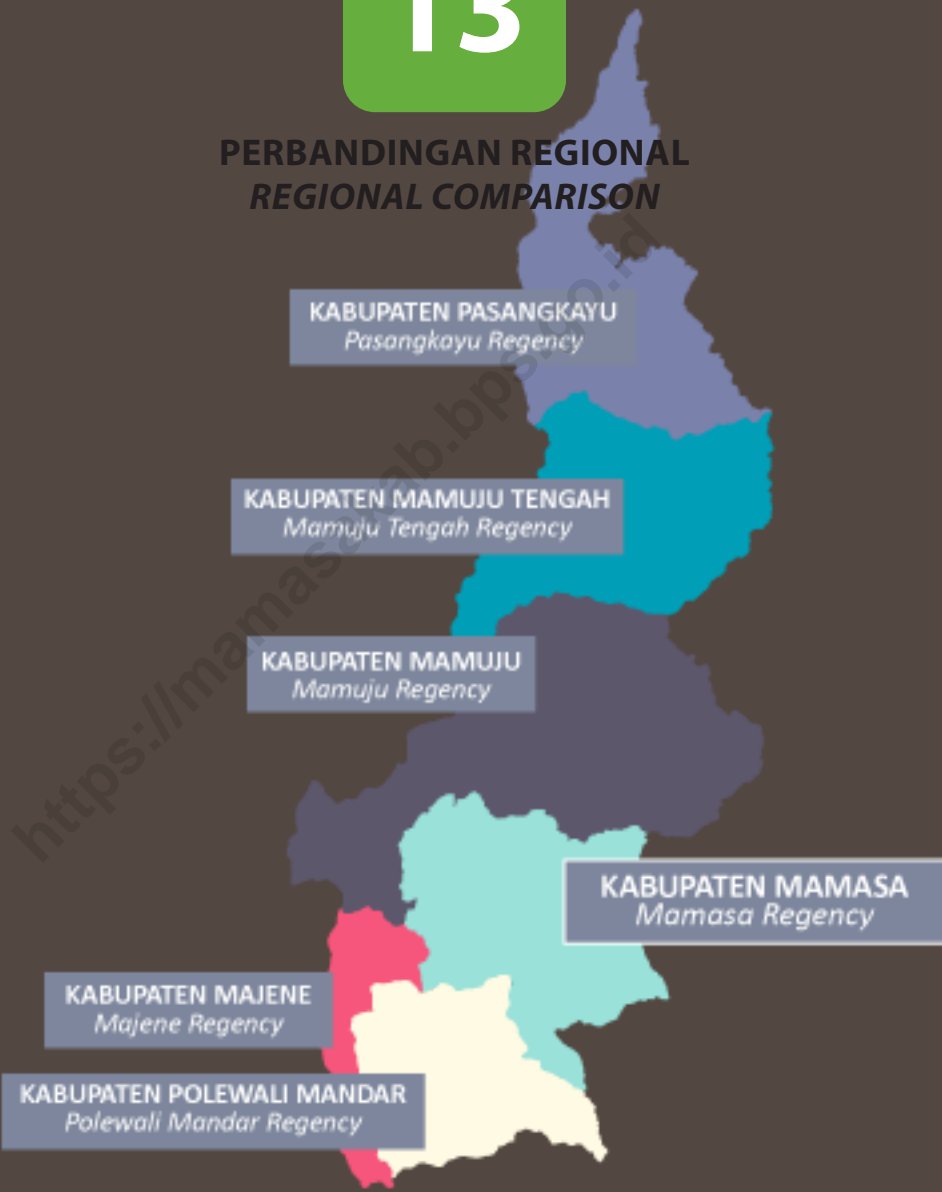 13
PERBANDINGAN REGIONAL
REGIONAL COMPARISON
KABUPATEN PASANGKAYU
Pasangkayu Regency
KABUPATEN MAMUJU TENGAH
Mamuju Tengah Regency
KABUPATEN MAMUJU
Mamuju Regency
KABUPATEN MAMASA
Mamasa Regency
KABUPATEN MAJENE
Majene Regency
KABUPATEN POLEWALI MANDAR
Polewali Mandar Regency
https://mamasakab.bps.go.id